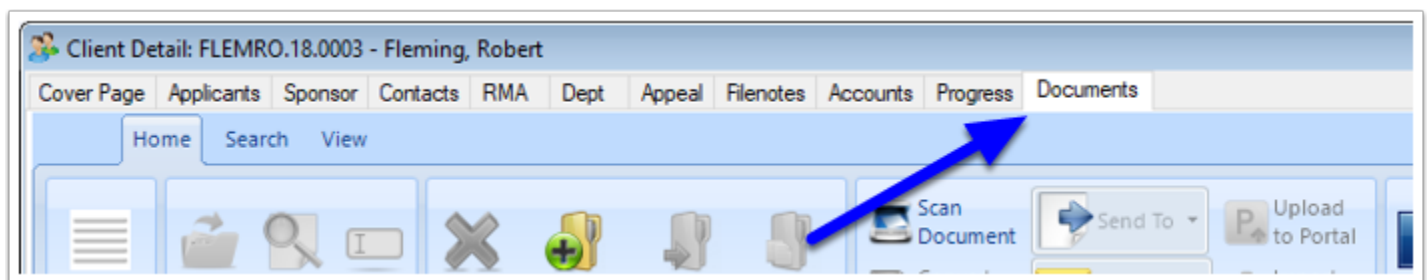 Client Detail: FLEMRO.18.0003 - Fleming, Robert
Cover Page Applicants Sponsor Contacts RMA Dept Appeal Filenotes Accounts Progress Documents
Home Search View
Scan Document
Send To
Upload to Portal